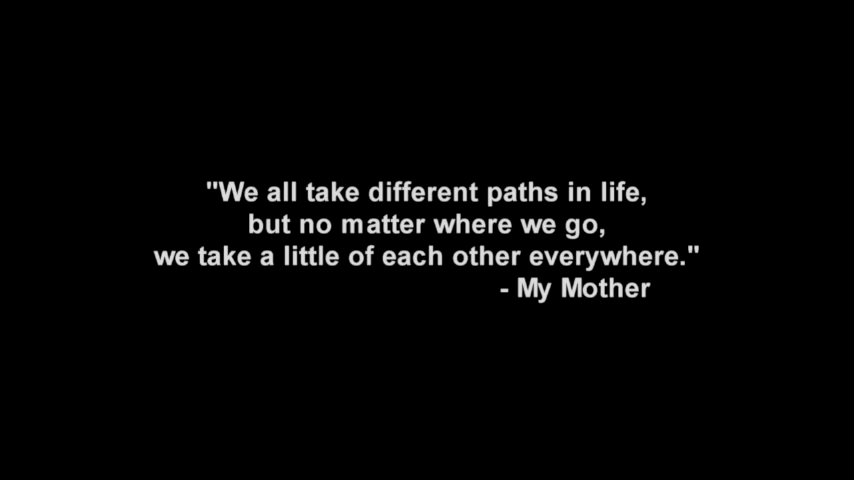 "We all take different paths in life,
but no matter where we go,
we take a little of each other everywhere."
- My Mother